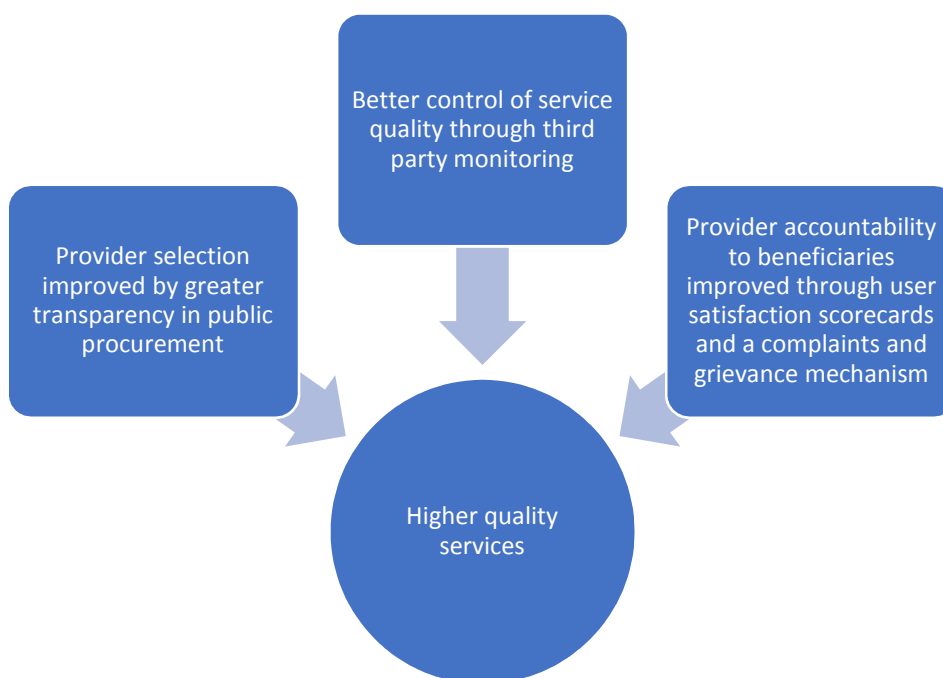 Better control of service
quality through third
party monitoring
Provider selection
improved by greater
transparency in public
procurement
Provider accountability
to beneficiaries
improved through user
satisfaction scorecards
and a complaints and
grievance mechanism
Higher quality
services